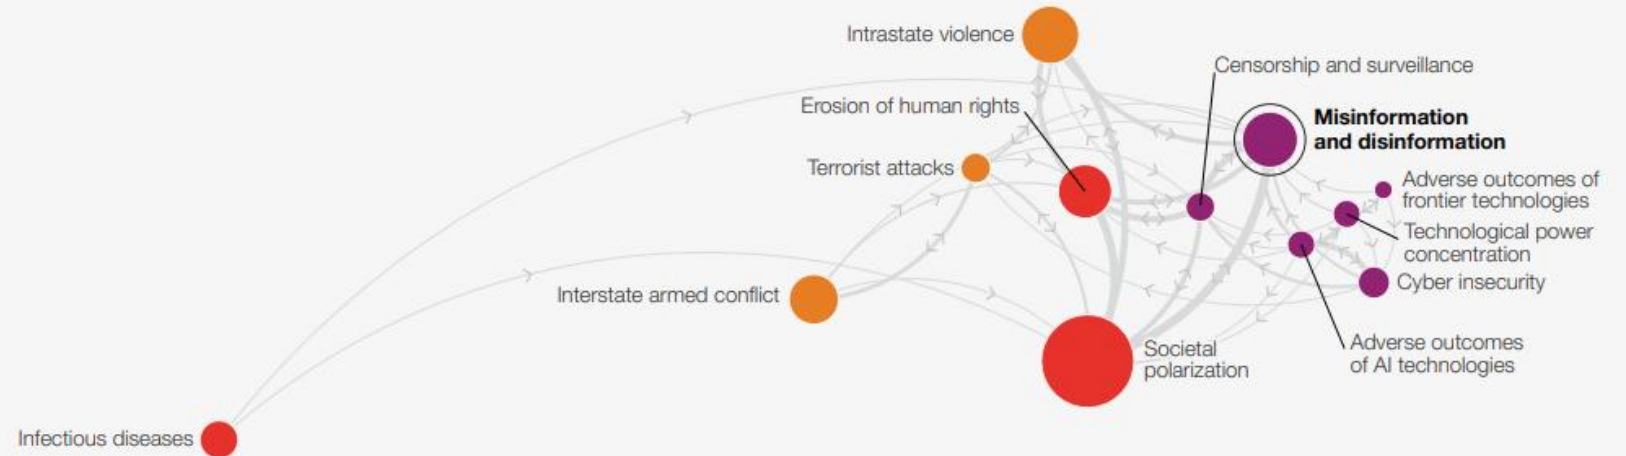 Intrastate violence
Censorship and surveillance
Erosion of human rights
Misinformation
and disinformation
Terrorist attacks
Adverse outcomes of
frontier technologies
Technological power
concentration
Cyber insecurity
Interstate armed conflict
Societal
polarization
Adverse outcomes
of AI technologies
Infectious diseases